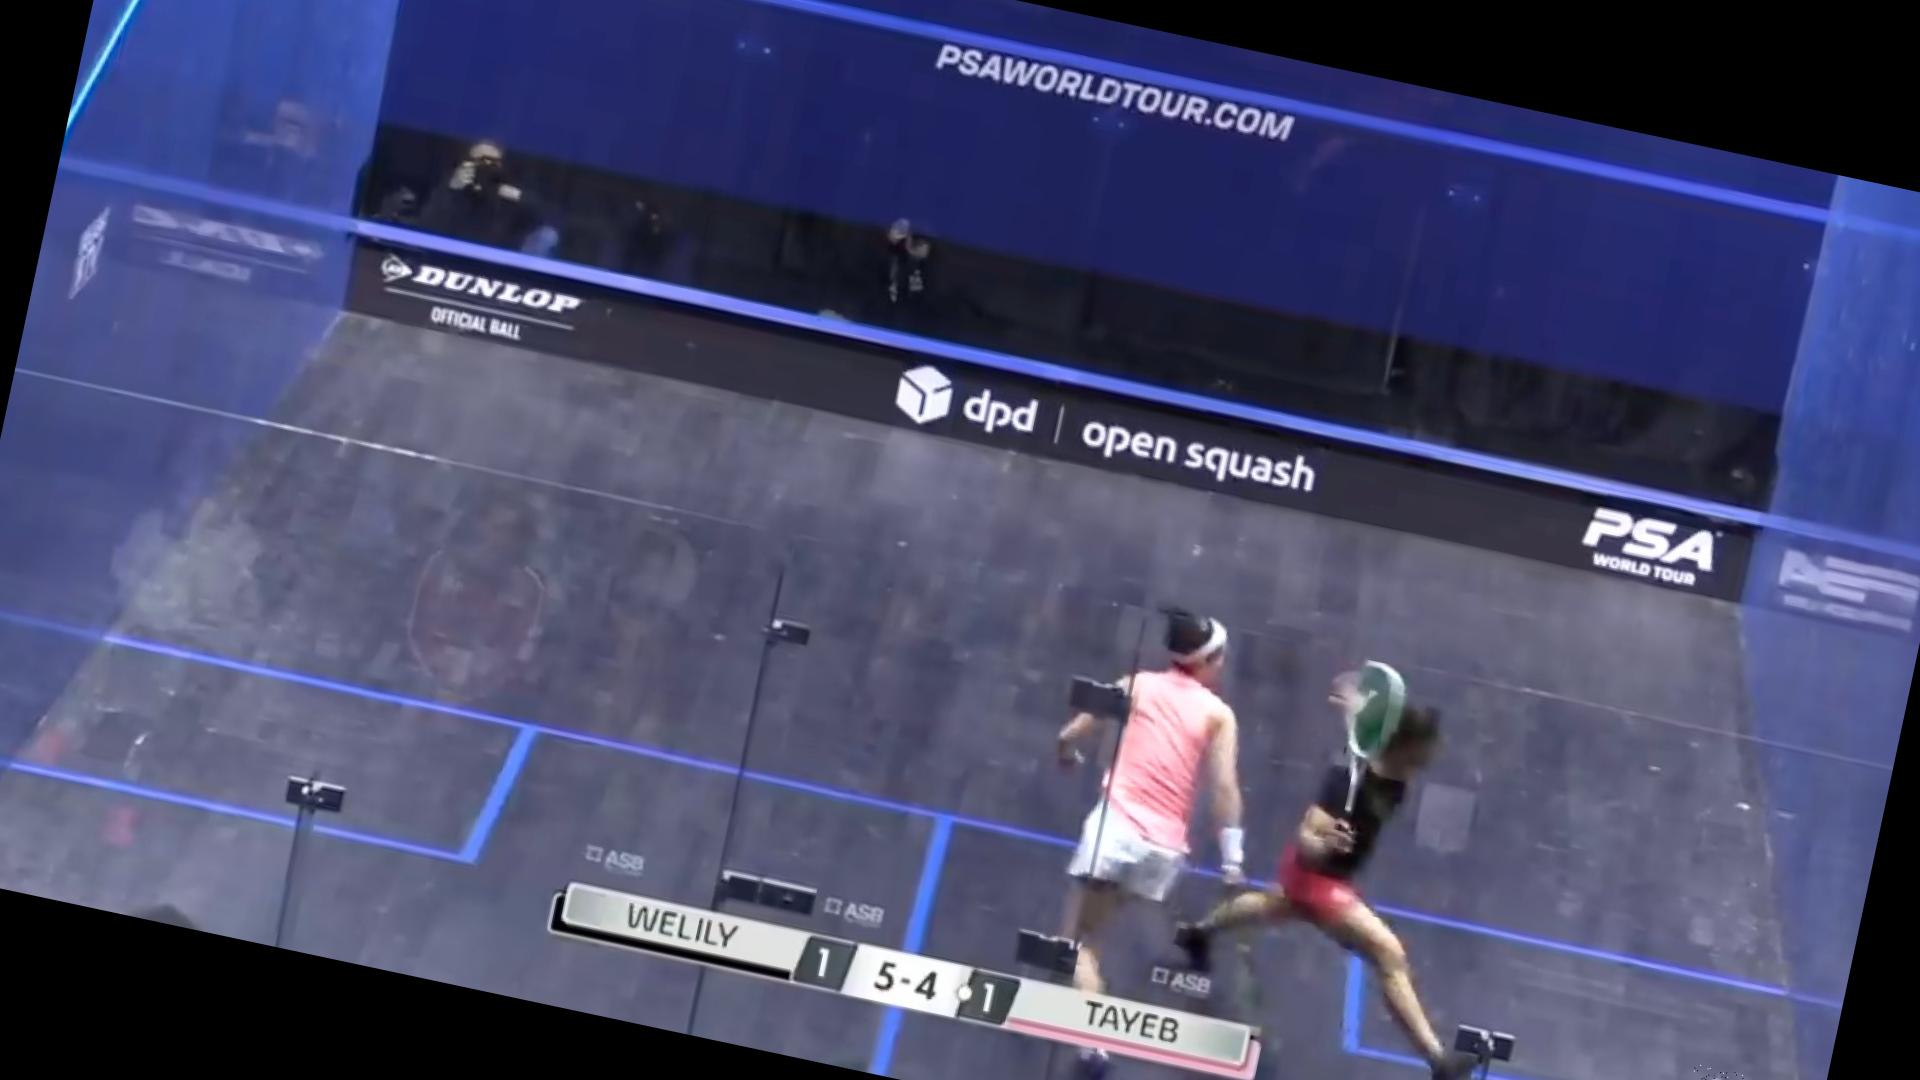 PSAWORLDTOUR.COM
DUNLOP
OFFICIAL BALL
dpd | open squash
PSA
WORLD TOUR
ASB
ASB
ASB
WELILY 1 5-4 1 TAYEB